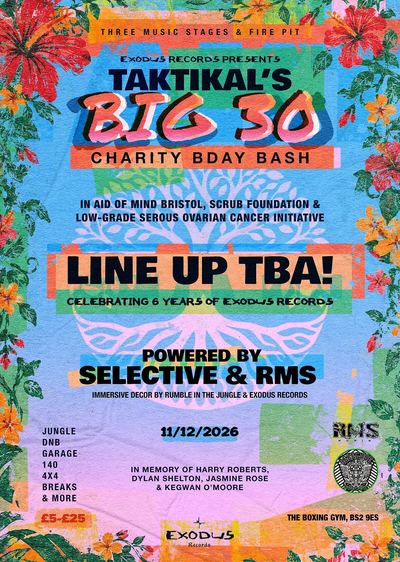 THREE MUSIC STAGES & FIRE PIT
EXODUS RECORDS PRESENTS
TAKTIKAL'S
BIG 30
CHARITY BDAY BASH
IN AID OF MIND BRISTOL, SCRUB FOUNDATION &
LOW-GRADE SEROUS OVARIAN CANCER INITIATIVE
LINE UP TBA!
CELEBRATING 6 YEARS OF EXODUS RECORDS
POWERED BY
SELECTIVE & RMS
IMMERSIVE DECOR BY RUMBLE IN THE JUNGLE & EXODUS RECORDS
JUNGLE
DNB
GARAGE
140
4X4
BREAKS
& MORE
£5-£25
11/12/2026
IN MEMORY OF HARRY ROBERTS,
DYLAN SHELTON, JASMINE ROSE
& KEGWAN O'MOORE
RMS
THE BOXING GYM, BS2 9ES
EXODUS
Records